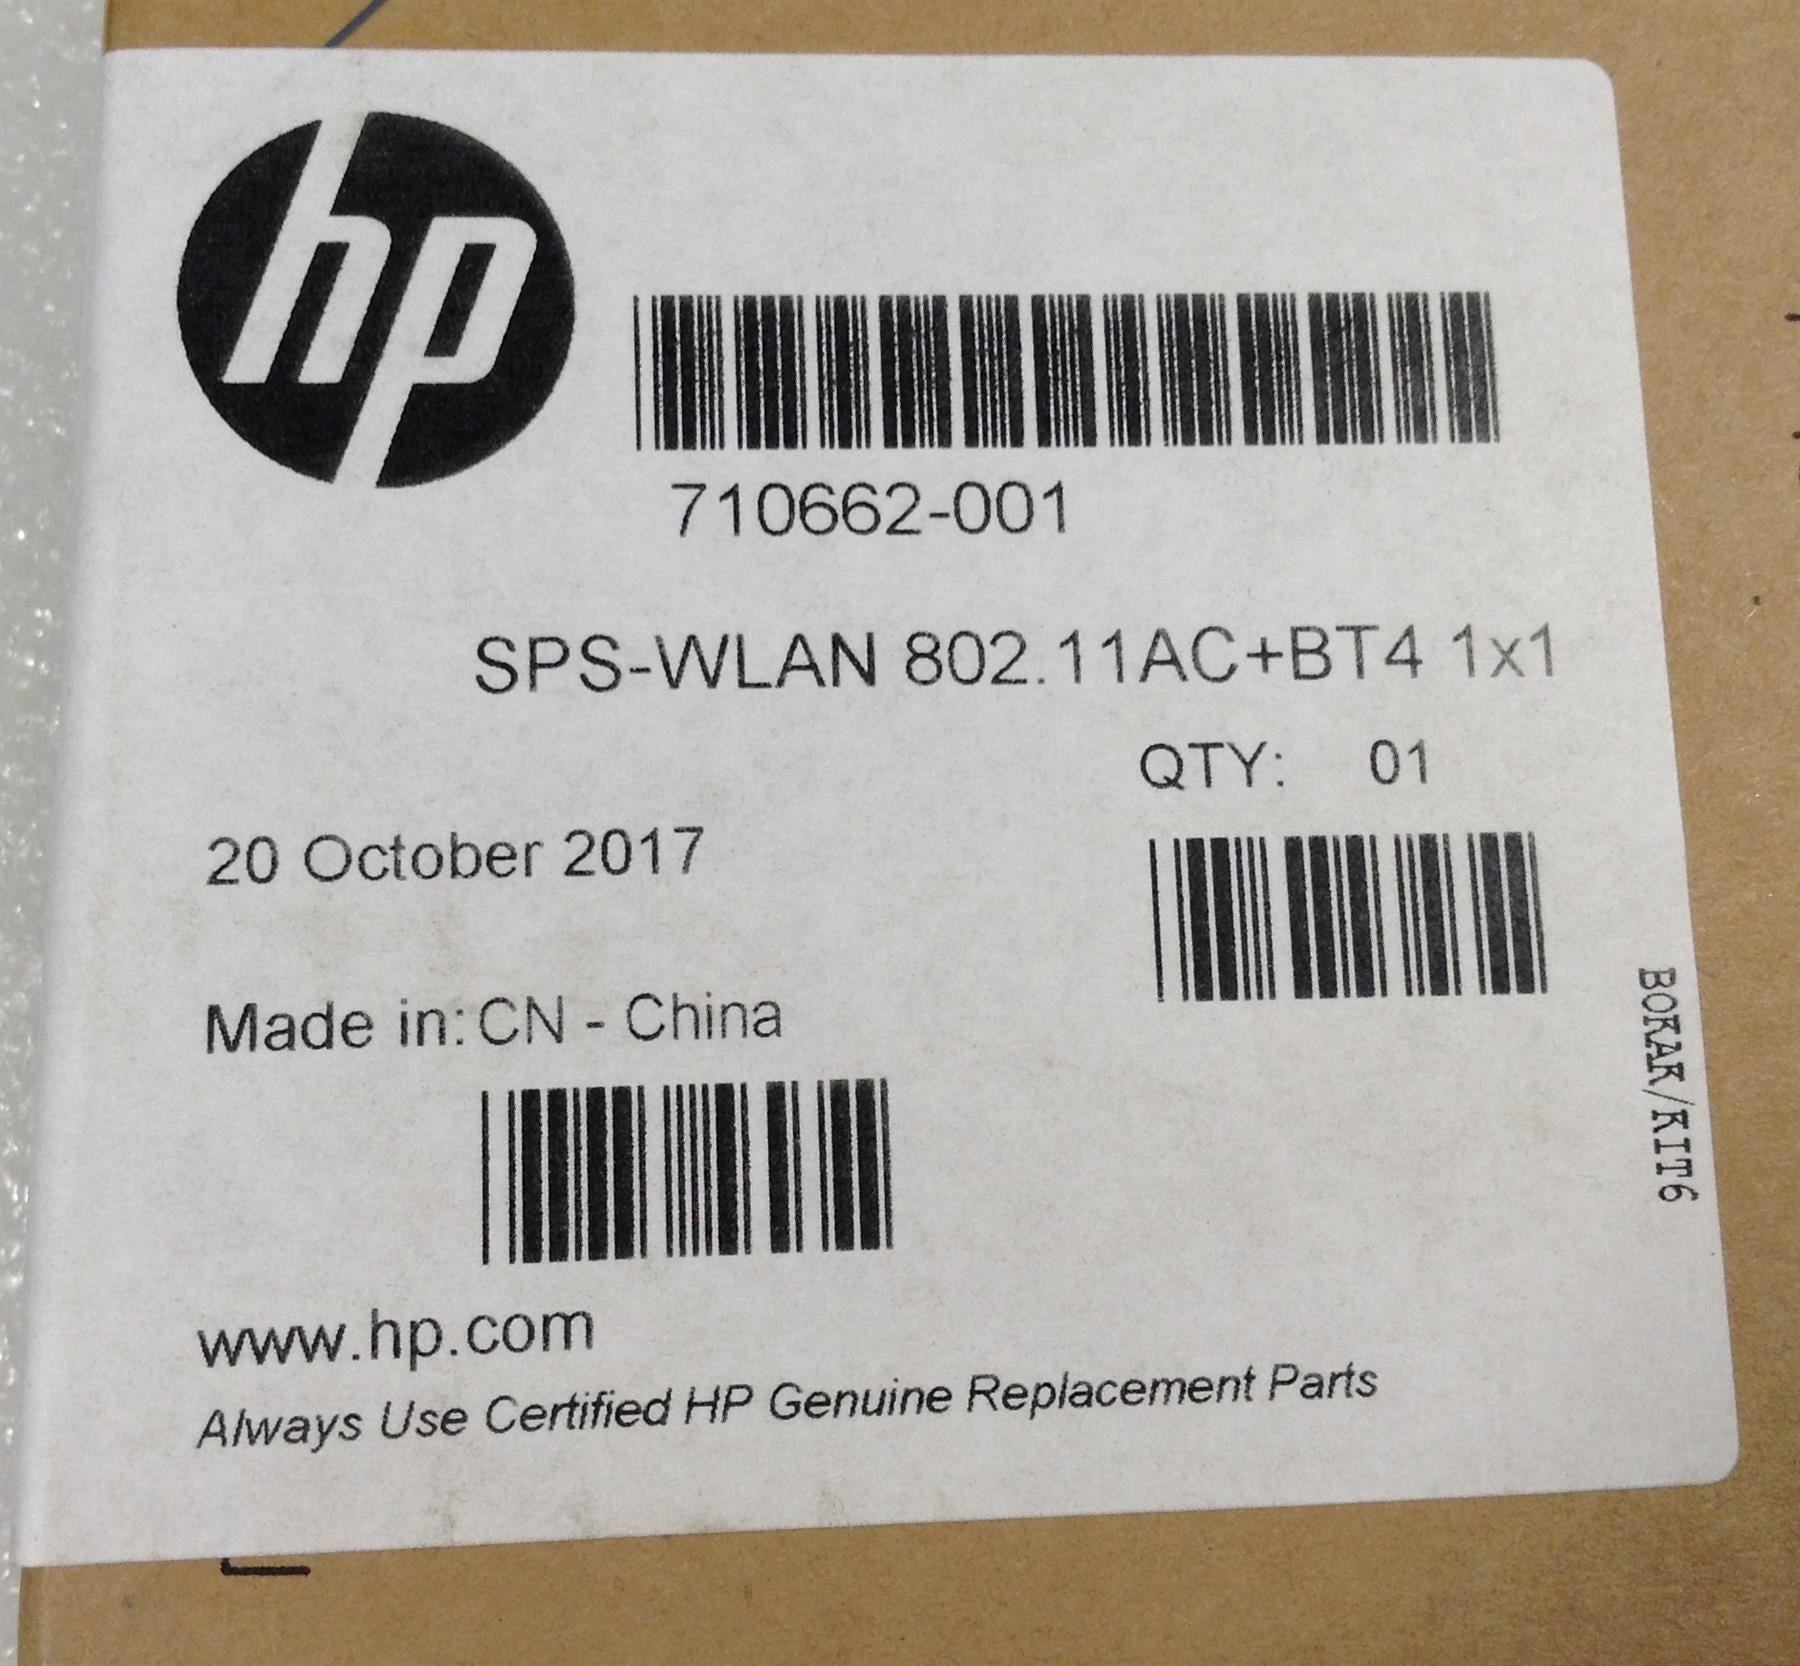 hp
710662-001
SPS-WLAN 802.11AC+BT4 1x1
QTY: 01
20 October 2017
Made in: CN - China
BOKAR/KIT6
www.hp.com
Always Use Certified HP Genuine Replacement Parts